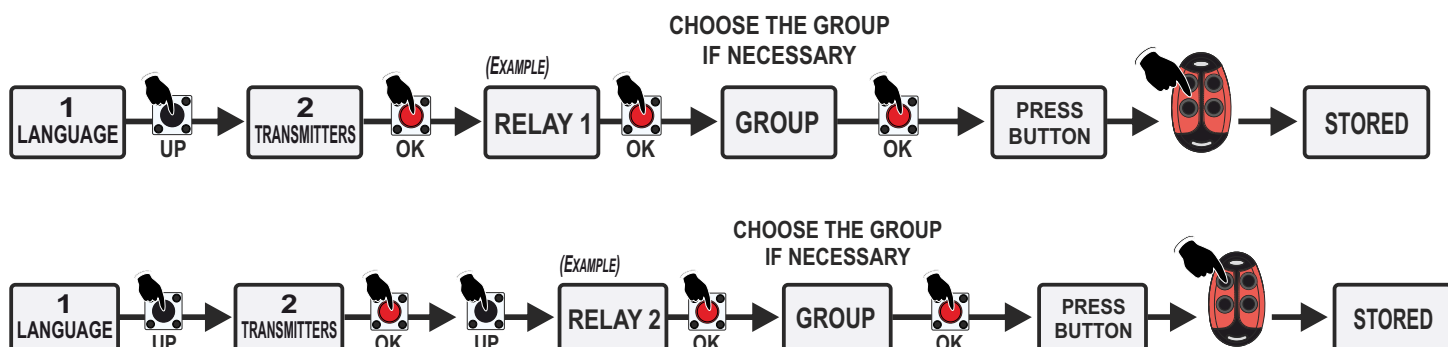 CHOOSE THE GROUP
IF NECESSARY
(EXAMPLE)
1
LANGUAGE
UP
2
TRANSMITTERS
OK
RELAY 1
OK
GROUP
OK
PRESS
BUTTON
STORED
CHOOSE THE GROUP
IF NECESSARY
(EXAMPLE)
1
LANGUAGE
UP
2
TRANSMITTERS
OK
UP
RELAY 2
OK
GROUP
OK
PRESS
BUTTON
STORED